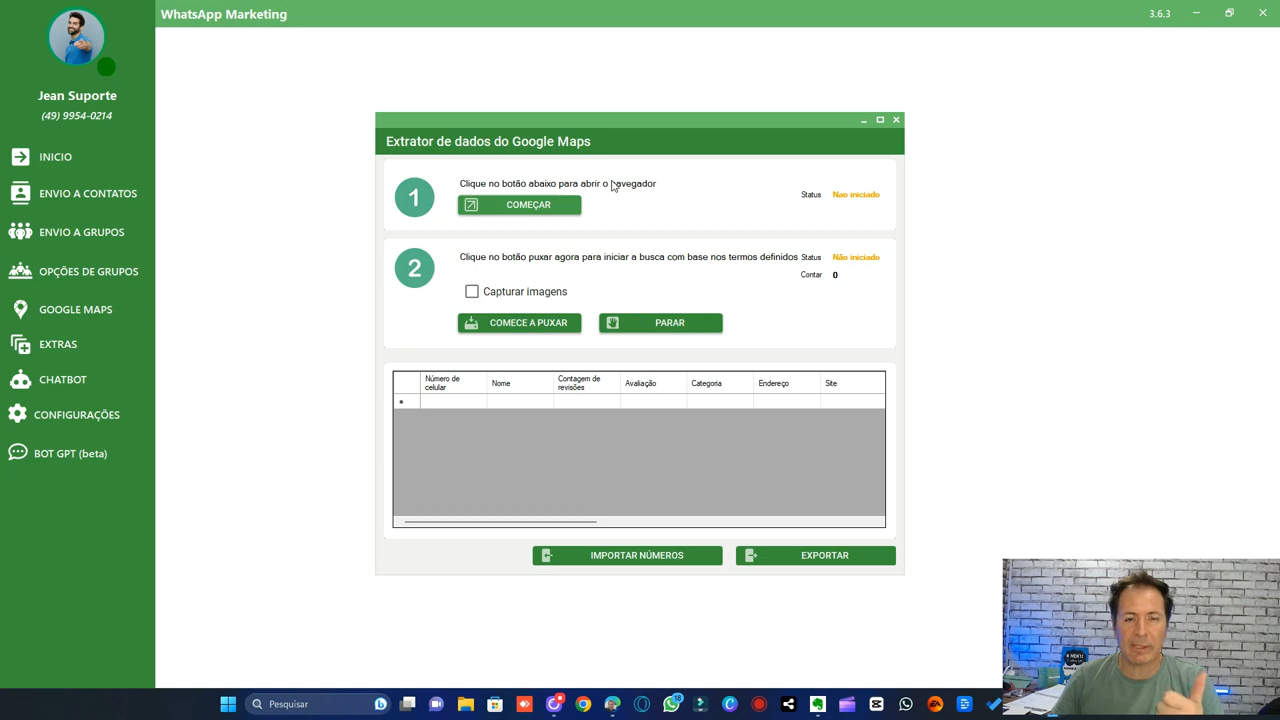 WhatsApp Marketing
3.6.3
Jean Suporte
(49) 9954-0214
INICIO
ENVIO A CONTATOS
ENVIO A GRUPOS
OPÇÕES DE GRUPOS
GOOGLE MAPS
EXTRAS
CHATBOT
CONFIGURAÇÕES
BOT GPT (beta)
Extrator de dados do Google Maps
1
Clique no botão abaixo para abrir o navegador
COMEÇAR
Status Nao iniciado
2
Clique no botão puxar agora para iniciar a busca com base nos termos definidos
Status Não iniciado
Contar 0
Capturar imagens
COMECE A PUXAR
PARAR
Número de celular
Nome
Contagem de revisões
Avaliação
Categoria
Endereço
Site
IMPORTAR NÚMEROS
EXPORTAR
Pesquisar
18